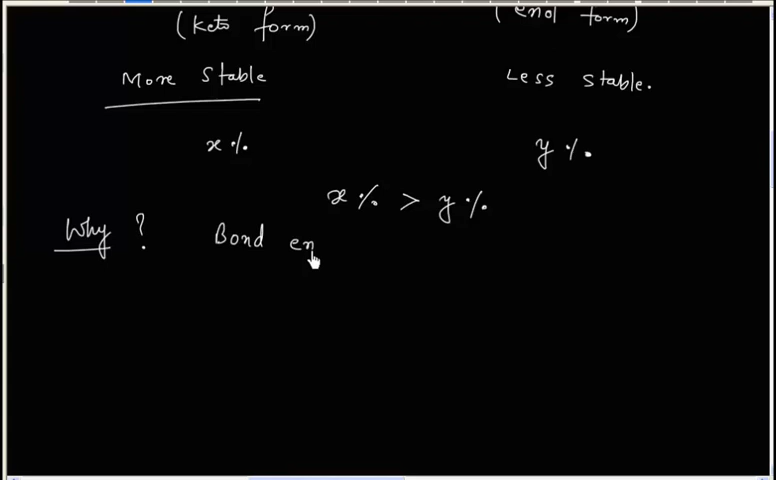 (keto form) (enol form)
More Stable Less Stable.
x % y %.
x % > y %
Why ? Bond en